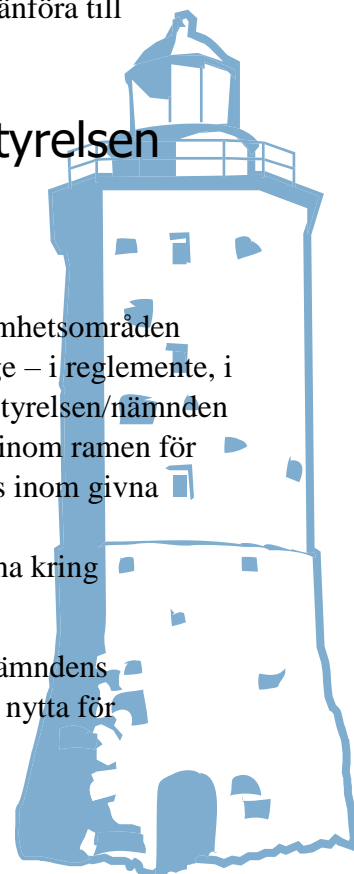 änföra till
tyrelsen
mhetsområden
ge – i reglemente, i
tyrelsen/nämnden
inom ramen för
s inom givna
na kring
ämndens
nytta för